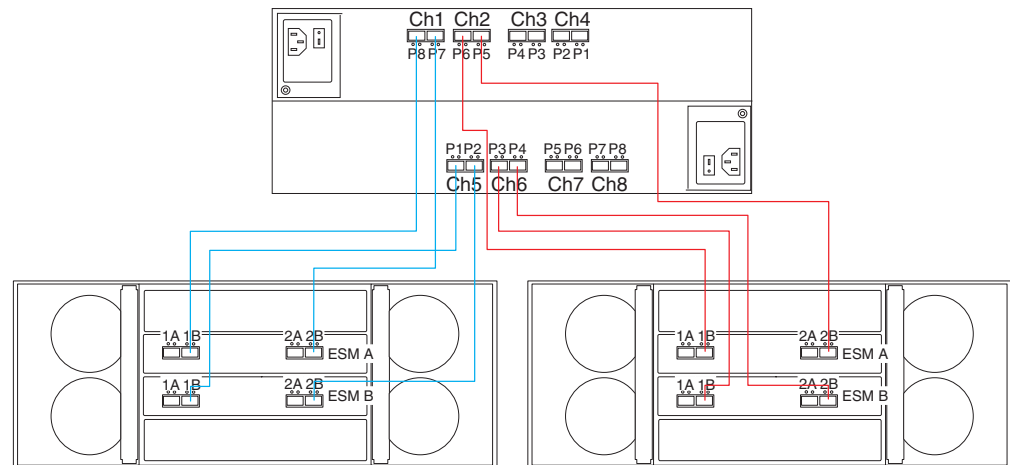 Ch1 Ch2 Ch3 Ch4
P8 P7 P6 P5 P4 P3 P2 P1
P1 P2 P3 P4 P5 P6 P7 P8
Ch5 Ch6 Ch7 Ch8
1A 1B 2A 2B
ESM A
1A 1B 2A 2B
ESM B
1A 1B 2A 2B
ESM A
1A 1B 2A 2B
ESM B